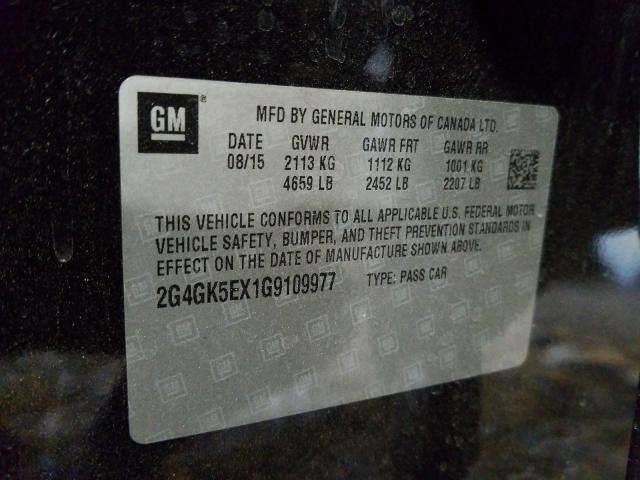 GM®
MFD BY GENERAL MOTORS OF CANADA LTD.
DATE GVWR GAWR FRT GAWR RR
08/15 2113 KG 1112 KG 1001 KG
4659 LB 2452 LB 2207 LB
THIS VEHICLE CONFORMS TO ALL APPLICABLE U.S. FEDERAL MOTOR
VEHICLE SAFETY, BUMPER, AND THEFT PREVENTION STANDARDS IN
EFFECT ON THE DATE OF MANUFACTURE SHOWN ABOVE.
2G4GK5EX1G9109977 TYPE: PASS CAR